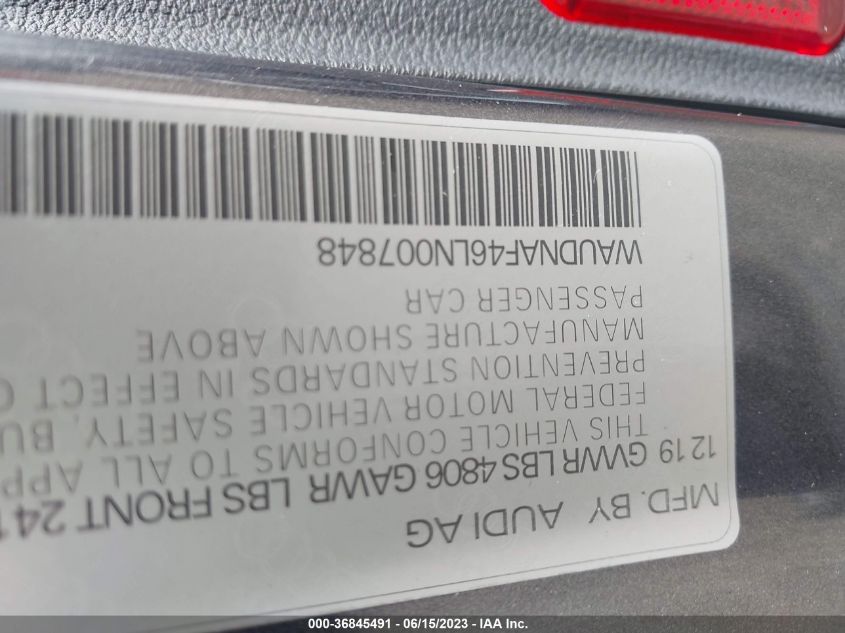 MFD. BY AUDI AG
12 19 GVWR LBS 4806 GAWR LBS FRONT 241
THIS VEHICLE CONFORMS TO ALL APP
FEDERAL MOTOR VEHICLE SAFETY, BU
PREVENTION STANDARDS IN EFFECT O
MANUFACTURE SHOWN ABOVE
PASSENGER CAR
WAUDNAF46LN007848
000-36845491 - 06/15/2023 - IAA Inc.